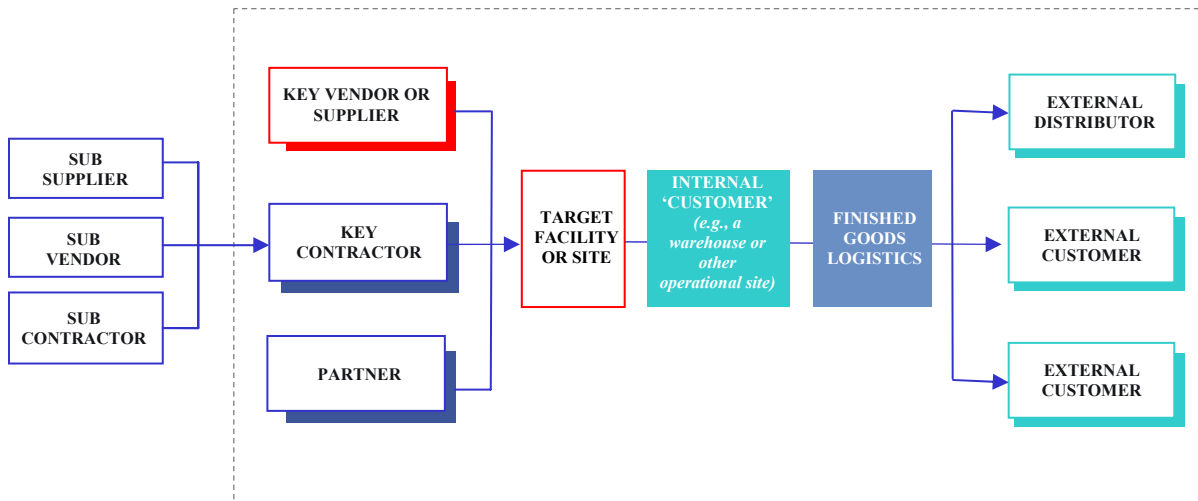 SUB
SUPPLIER
SUB
VENDOR
SUB
CONTRACTOR
KEY VENDOR OR
SUPPLIER
KEY
CONTRACTOR
PARTNER
TARGET
FACILITY
OR SITE
INTERNAL
‘CUSTOMER’
(e.g., a
warehouse or
other
operational site)
FINISHED
GOODS
LOGISTICS
EXTERNAL
DISTRIBUTOR
EXTERNAL
CUSTOMER
EXTERNAL
CUSTOMER